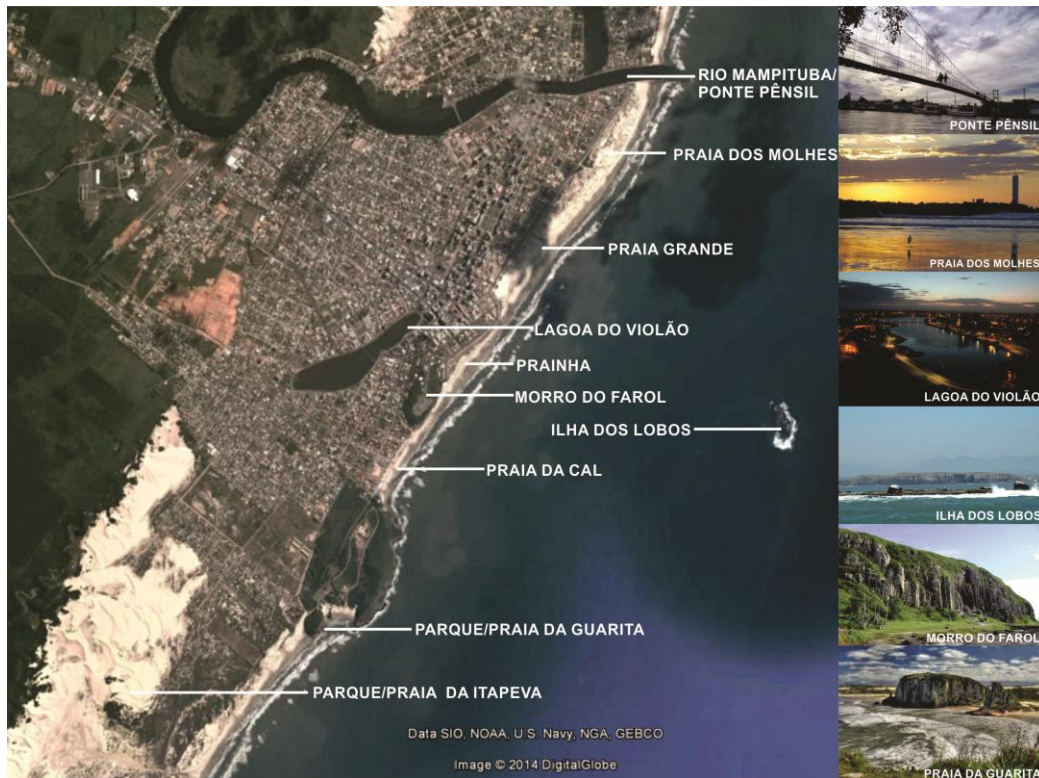 RIO MAMPITUBA/
PONTE PÊNSIL
PRAIA DOS MOLHES
PRAIA GRANDE
LAGOA DO VIOLÃO
PRAINHA
MORRO DO FAROL
ILHA DOS LOBOS
PRAIA DA CAL
PARQUE/PRAIA DA GUARITA
PARQUE/PRAIA DA ITAPEVA
Data SIO, NOAA, U.S. Navy, NGA, GEBCO
Image © 2014 DigitalGlobe
PONTE PÊNSIL
PRAIA DOS MOLHES
LAGOA DO VIOLÃO
ILHA DOS LOBOS
MORRO DO FAROL
PRAIA DA GUARITA